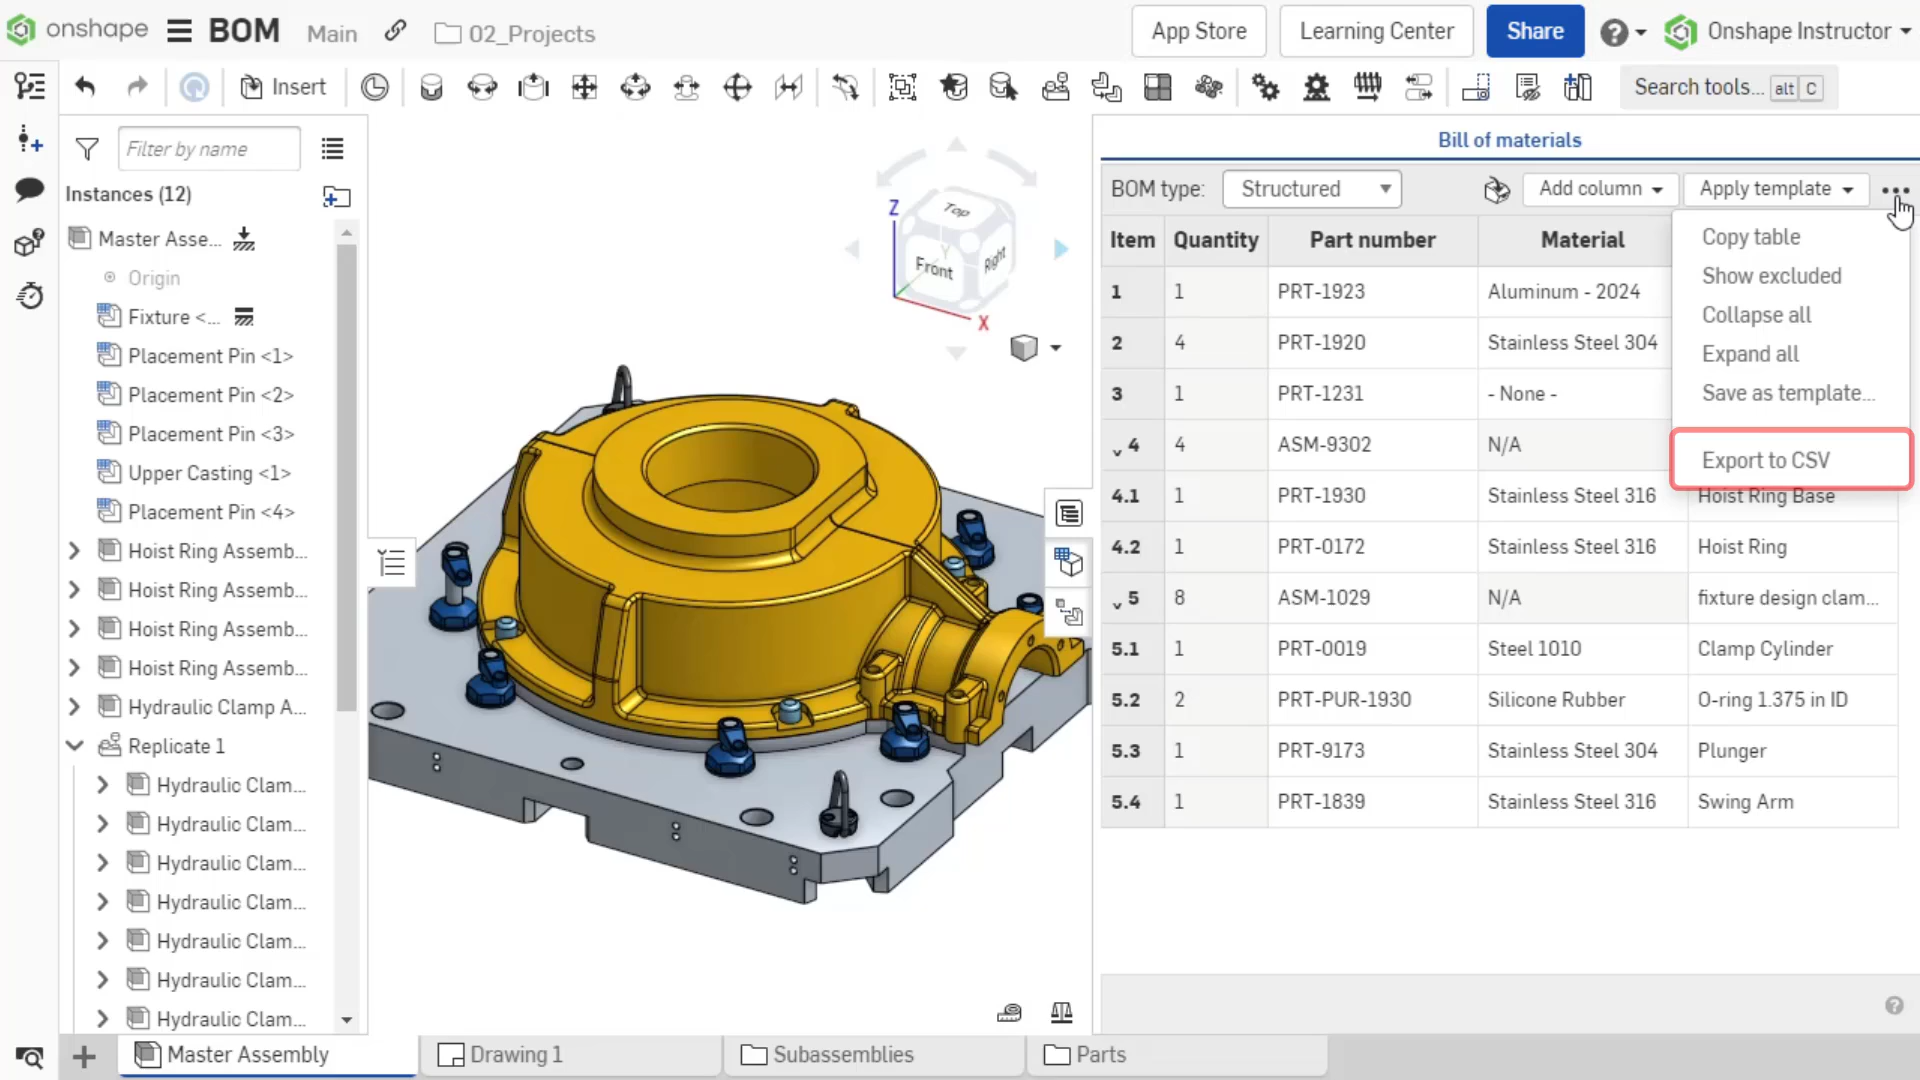 onshape BOM Main 02_Projects App Store Learning Center Share Onshape Instructor
Insert Search tools... alt C
Filter by name
Instances (12)
Master Asse...
Origin
Fixture <...
Placement Pin <1>
Placement Pin <2>
Placement Pin <3>
Upper Casting <1>
Placement Pin <4>
Hoist Ring Assemb...
Hoist Ring Assemb...
Hoist Ring Assemb...
Hoist Ring Assemb...
Hydraulic Clamp A...
Replicate 1
Hydraulic Clam...
Hydraulic Clam...
Hydraulic Clam...
Hydraulic Clam...
Hydraulic Clam...
Hydraulic Clam...
Hydraulic Clam...
Z
Top
Y
Front
Right
X
Bill of materials
BOM type: Structured Add column Apply template
Item Quantity Part number Material
1 1 PRT-1923 Aluminum - 2024
2 4 PRT-1920 Stainless Steel 304
3 1 PRT-1231 - None -
4 4 ASM-9302 N/A
4.1 1 PRT-1930 Stainless Steel 316 Hoist Ring Base
4.2 1 PRT-0172 Stainless Steel 316 Hoist Ring
5 8 ASM-1029 N/A fixture design clam...
5.1 1 PRT-0019 Steel 1010 Clamp Cylinder
5.2 2 PRT-PUR-1930 Silicone Rubber O-ring 1.375 in ID
5.3 1 PRT-9173 Stainless Steel 304 Plunger
5.4 1 PRT-1839 Stainless Steel 316 Swing Arm
Copy table
Show excluded
Collapse all
Expand all
Save as template...
Export to CSV
Master Assembly Drawing 1 Subassemblies Parts